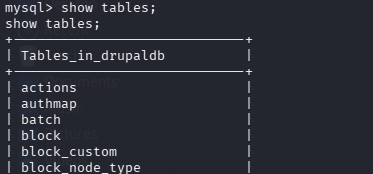 mysql> show tables;
show tables;
+-----------------------------+
| Tables_in_drupaldb          |
+-----------------------------+
| actions                     |
| authmap                     |
| batch                       |
| block                       |
| block_custom                |
| block_node_type             |